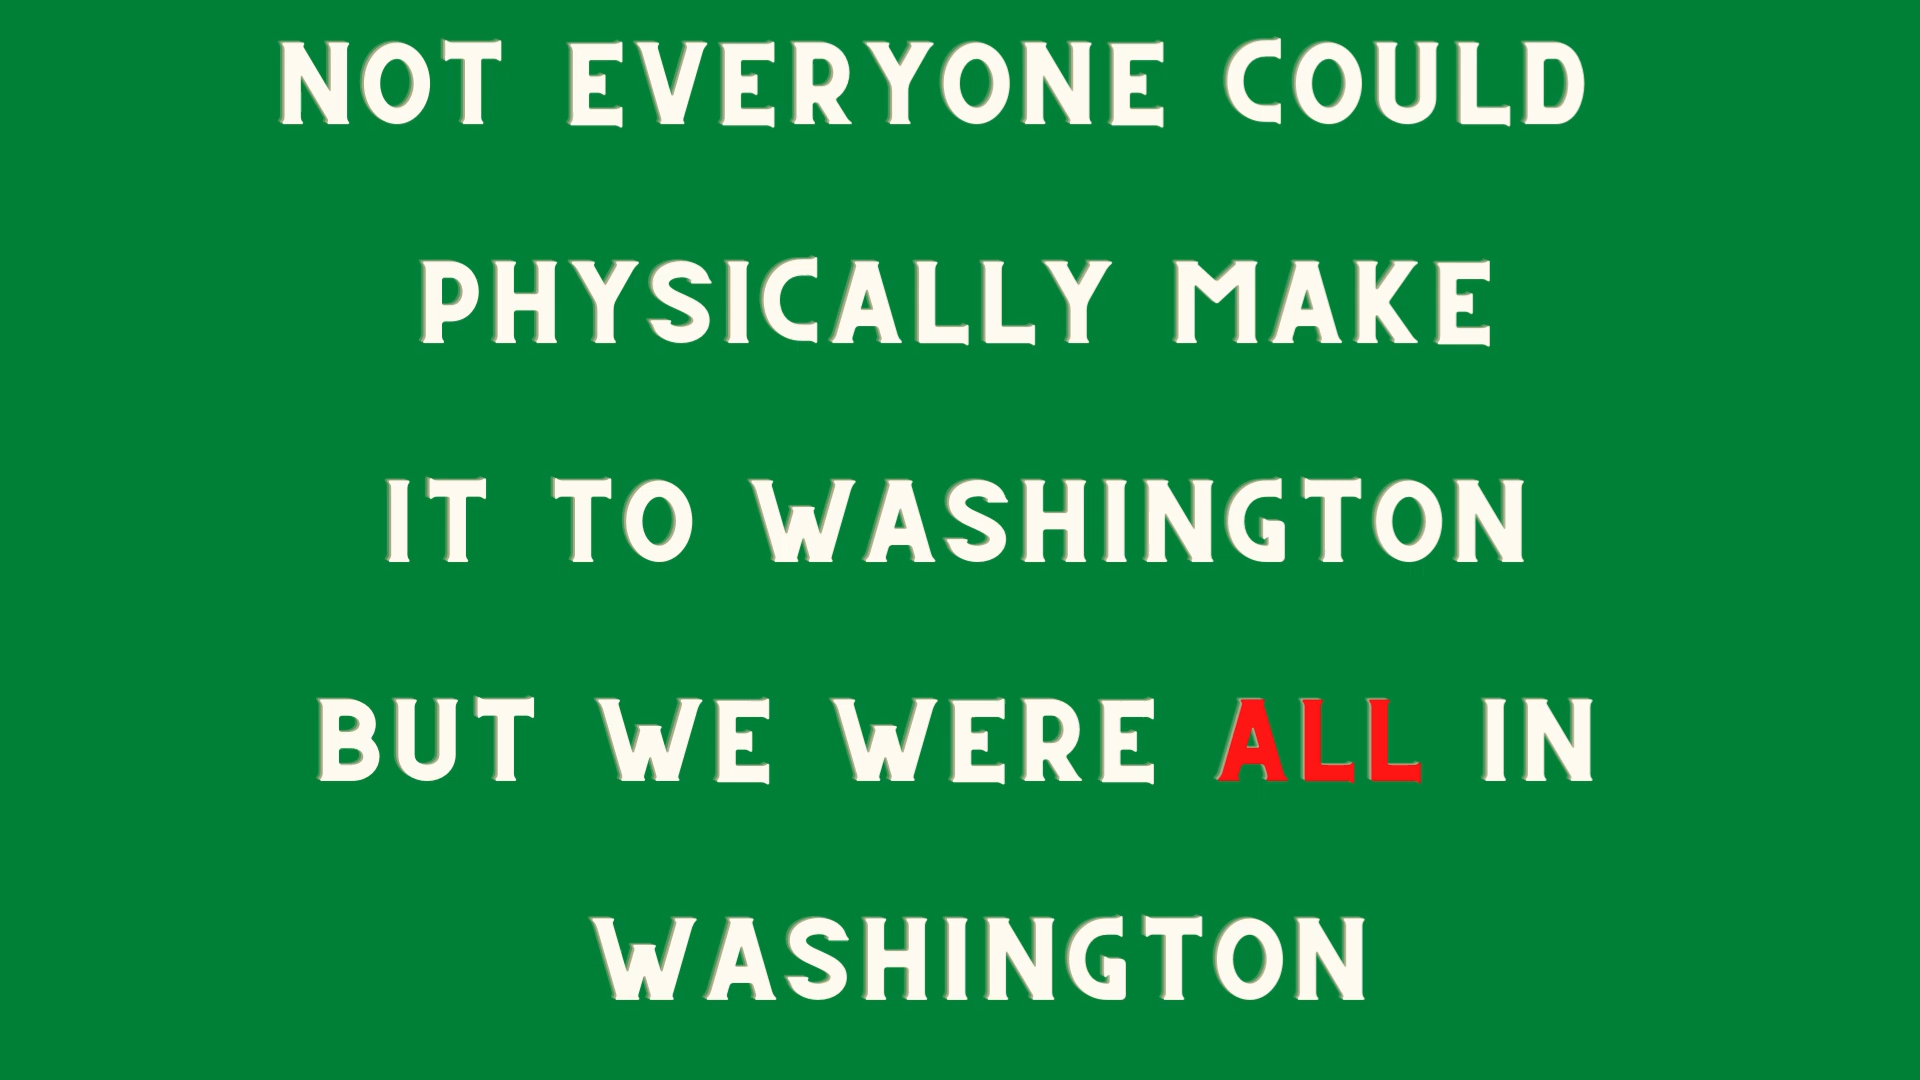 NOT EVERYONE COULD
PHYSICALLY MAKE
IT TO WASHINGTON
BUT WE WERE ALL IN
WASHINGTON